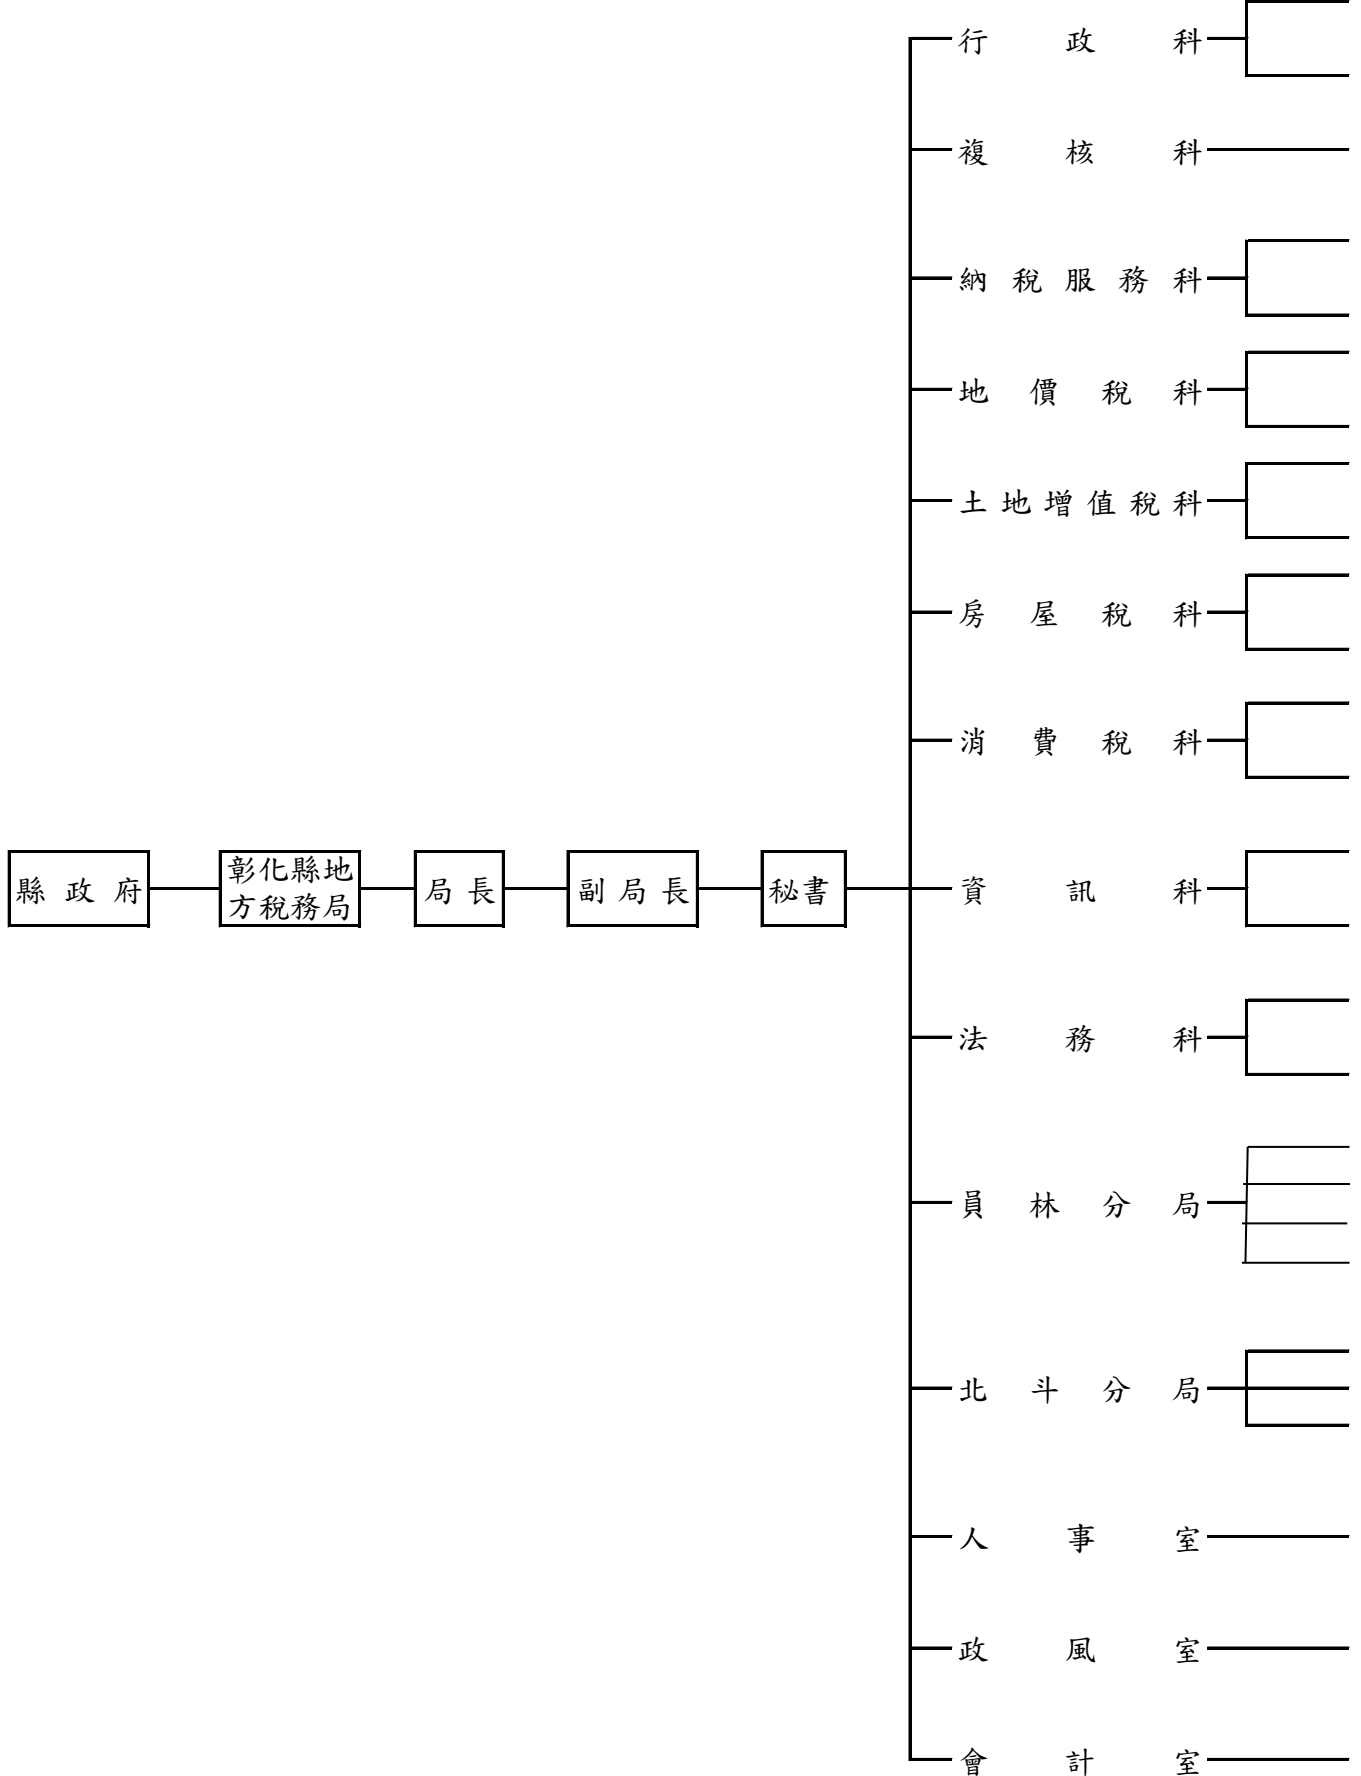 縣政府
彰化縣地
方稅務局
局長
副局長
秘書
行政科
複核科
納稅服務科
地價稅科
土地增值稅科
房屋稅科
消費稅科
資訊科
法務科
員林分局
北斗分局
人事室
政風室
會計室